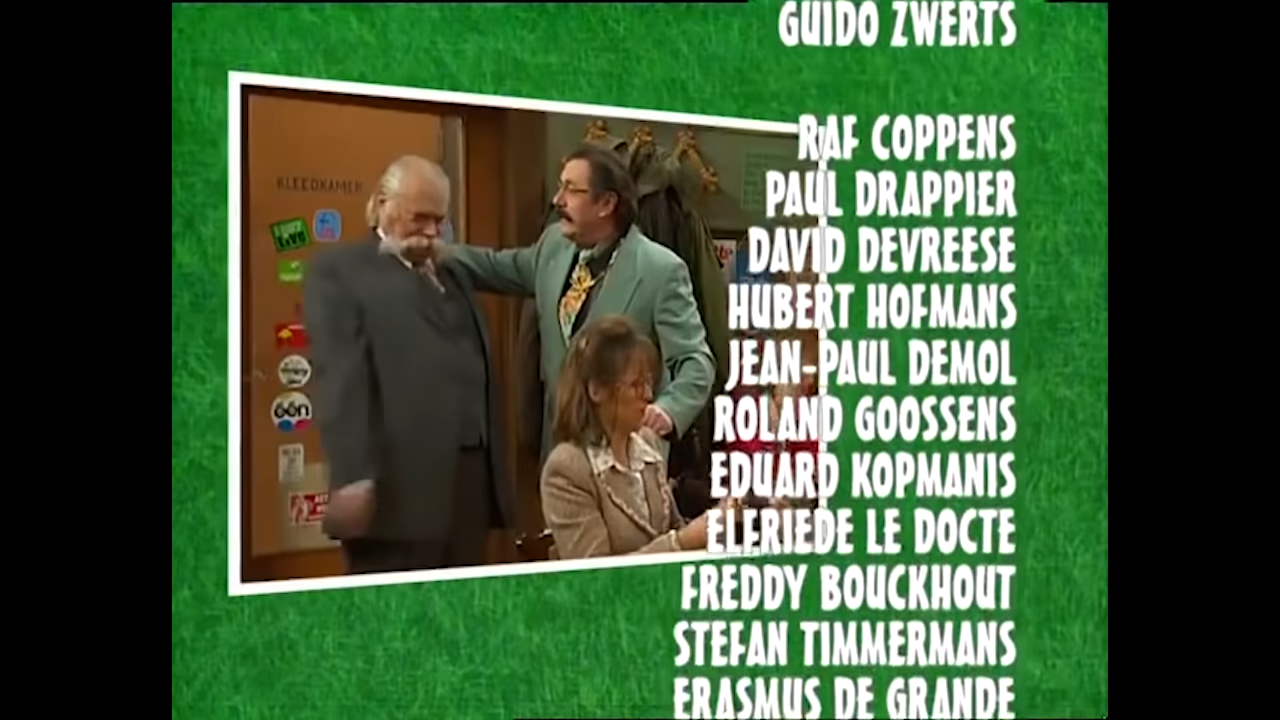 GUIDO ZWERTS
RAF COPPENS
PAUL DRAPPIER
DAVID DEVREESE
HUBERT HOFMANS
JEAN-PAUL DEMOL
ROLAND GOOSSENS
EDUARD KOPMANIS
ELFRIEDE LE DOCTE
FREDDY BOUCKHOUT
STEFAN TIMMERMANS
ERASMUS DE GRANDE
KLEEDKAMER
één